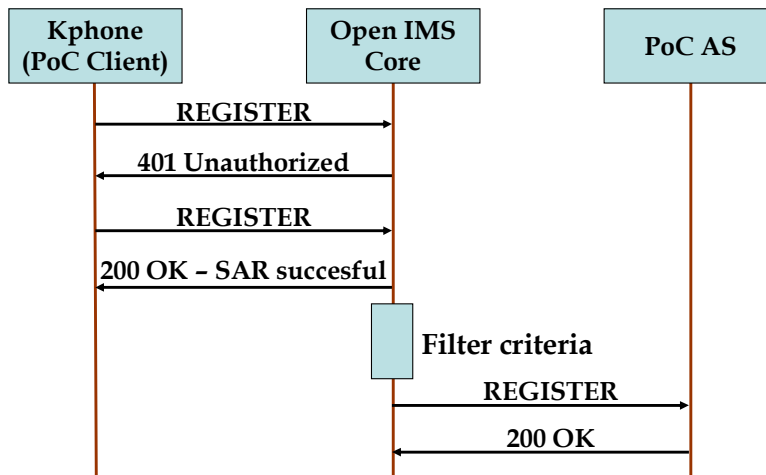 Kphone
(PoC Client)
Open IMS
Core
PoC AS
REGISTER
401 Unauthorized
REGISTER
200 OK – SAR succesful
Filter criteria
REGISTER
200 OK